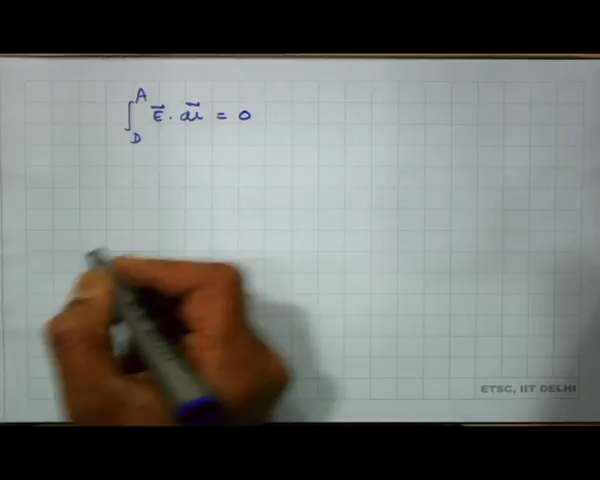 ∫_D^A E⃗ · dl⃗ = 0
ETSC, IIT DELHI